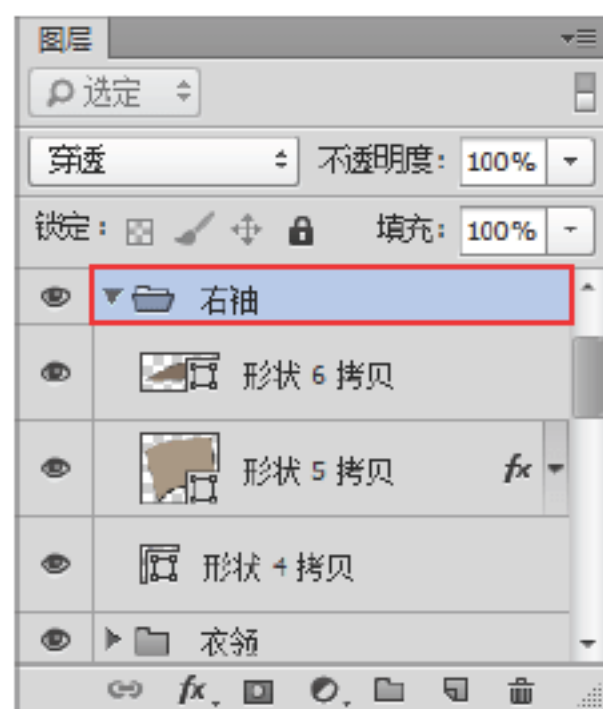 图层
选定
穿透 不透明度: 100%
锁定: 填充: 100%
右袖
形状 6 拷贝
形状 5 拷贝 fx
形状 4 拷贝
衣领
fx